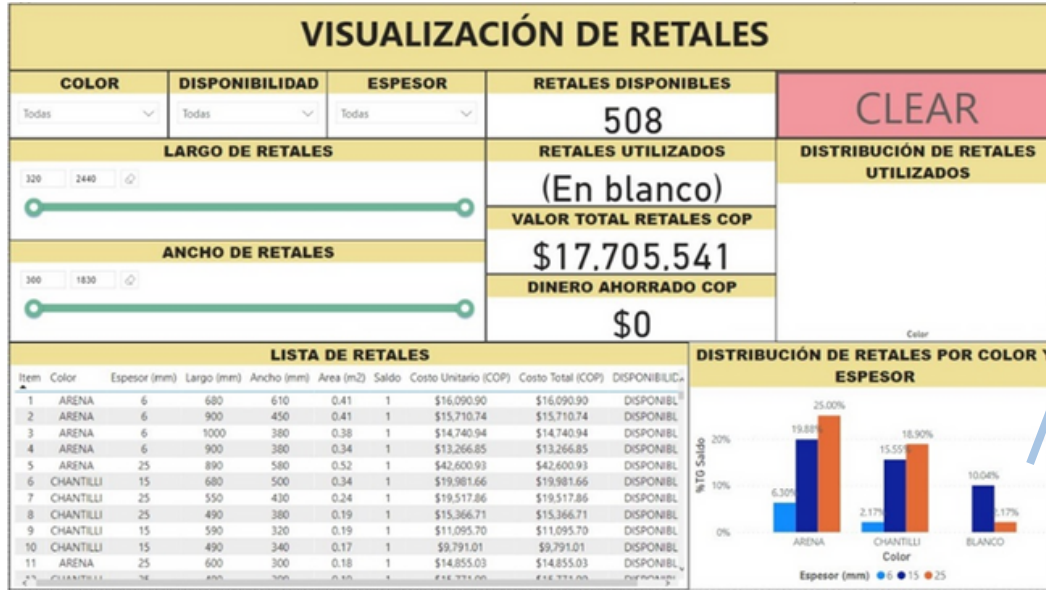 VISUALIZACIÓN DE RETALES
COLOR
DISPONIBILIDAD
ESPESOR
RETALES DISPONIBLES
Todas
Todas
Todas
508
CLEAR
LARGO DE RETALES
320 2440
RETALES UTILIZADOS
(En blanco)
DISTRIBUCIÓN DE RETALES
UTILIZADOS
Color
ANCHO DE RETALES
300 1830
VALOR TOTAL RETALES COP
$17,705,541
DINERO AHORRADO COP
$0
LISTA DE RETALES
Item Color Espesor (mm) Largo (mm) Ancho (mm) Area (m2) Saldo Costo Unitario (COP) Costo Total (COP) DISPONIBILID
1 ARENA 6 680 610 0.41 1 $16,090.90 $16,090.90 DISPONIBL
2 ARENA 6 900 450 0.41 1 $15,710.74 $15,710.74 DISPONIBL
3 ARENA 6 1000 380 0.38 1 $14,740.94 $14,740.94 DISPONIBL
4 ARENA 6 900 380 0.34 1 $13,266.85 $13,266.85 DISPONIBL
5 ARENA 25 890 580 0.52 1 $42,600.93 $42,600.93 DISPONIBL
6 CHANTILLI 15 680 500 0.34 1 $19,981.66 $19,981.66 DISPONIBL
7 CHANTILLI 25 550 430 0.24 1 $19,517.86 $19,517.86 DISPONIBL
8 CHANTILLI 25 490 380 0.19 1 $15,366.71 $15,366.71 DISPONIBL
9 CHANTILLI 15 590 320 0.19 1 $11,095.70 $11,095.70 DISPONIBL
10 CHANTILLI 15 490 340 0.17 1 $9,791.01 $9,791.01 DISPONIBL
11 ARENA 25 600 300 0.18 1 $14,855.03 $14,855.03 DISPONIBL
DISTRIBUCIÓN DE RETALES POR COLOR Y
ESPESOR
%TG Saldo
20%
10%
0%
6.30%
19.88%
25.00%
2.17%
15.55%
18.90%
10.04%
2.17%
ARENA CHANTILLI BLANCO
Color
Espesor (mm) 6 15 25